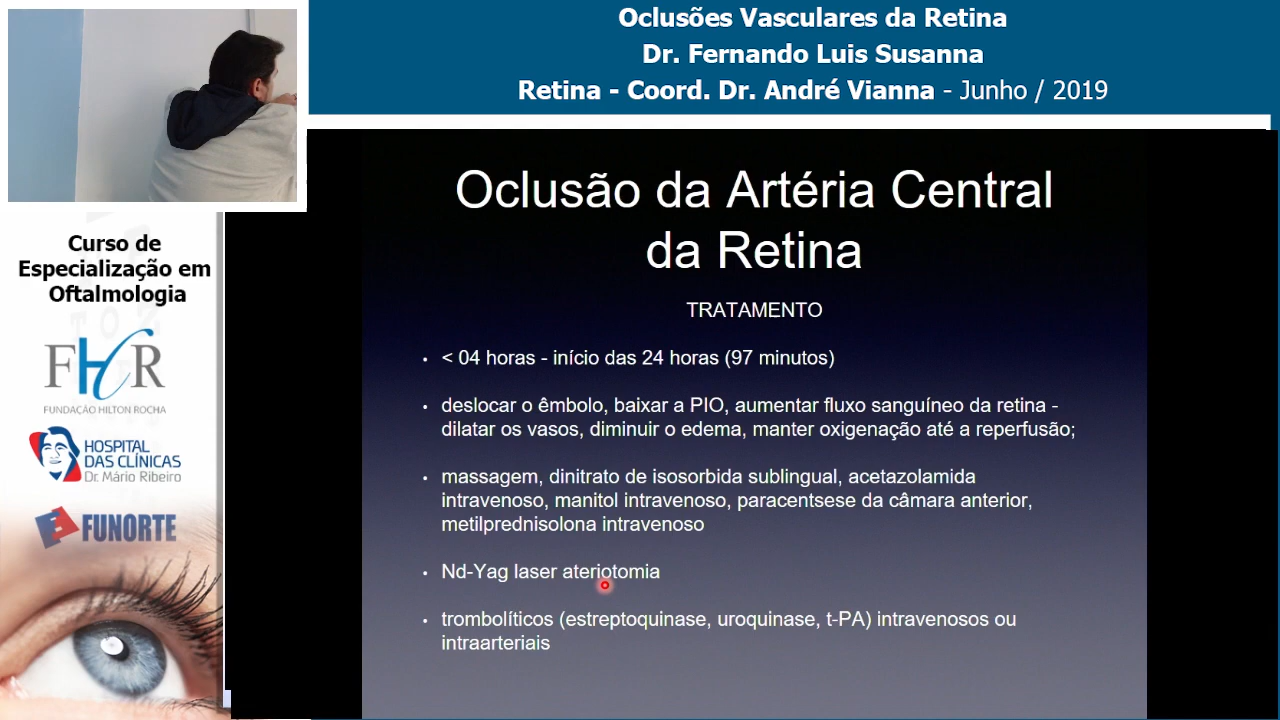 Oclusões Vasculares da Retina
Dr. Fernando Luis Susanna
Retina - Coord. Dr. André Vianna - Junho / 2019
Curso de
Especialização em
Oftalmologia
FHR
FUNDAÇÃO HILTON ROCHA
HOSPITAL
DAS CLÍNICAS
Dr. Mário Ribeiro
FUNORTE
Oclusão da Artéria Central
da Retina
TRATAMENTO
• < 04 horas - início das 24 horas (97 minutos)
• deslocar o êmbolo, baixar a PIO, aumentar fluxo sanguíneo da retina -
dilatar os vasos, diminuir o edema, manter oxigenação até a reperfusão;
• massagem, dinitrato de isosorbida sublingual, acetazolamida
intravenoso, manitol intravenoso, paracentsese da câmara anterior,
metilprednisolona intravenoso
• Nd-Yag laser ateriotomia
• trombolíticos (estreptoquinase, uroquinase, t-PA) intravenosos ou
intraarteriais